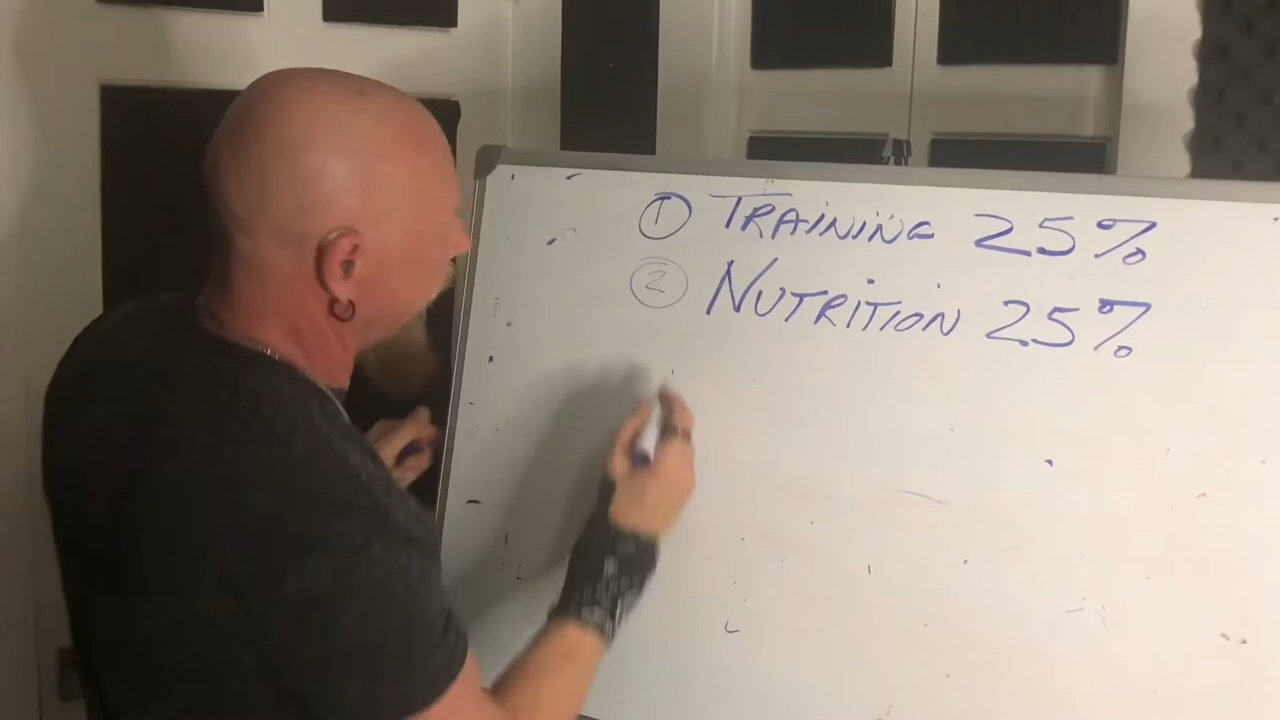 ① TRAINING 25%
② NUTRITION 25%